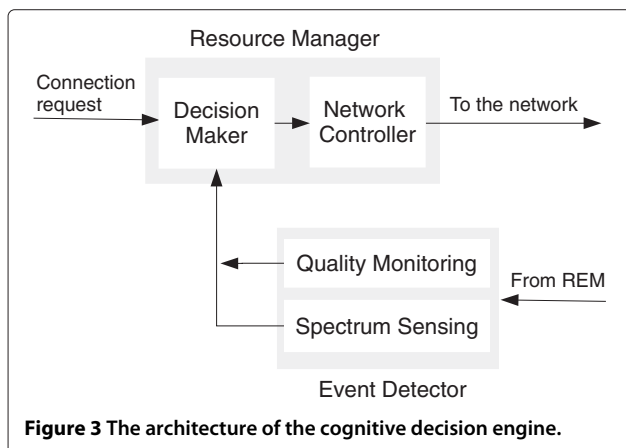 Resource Manager
Connection
request
Decision
Maker
Network
Controller
To the network
Quality Monitoring
Spectrum Sensing
From REM
Event Detector
Figure 3 The architecture of the cognitive decision engine.